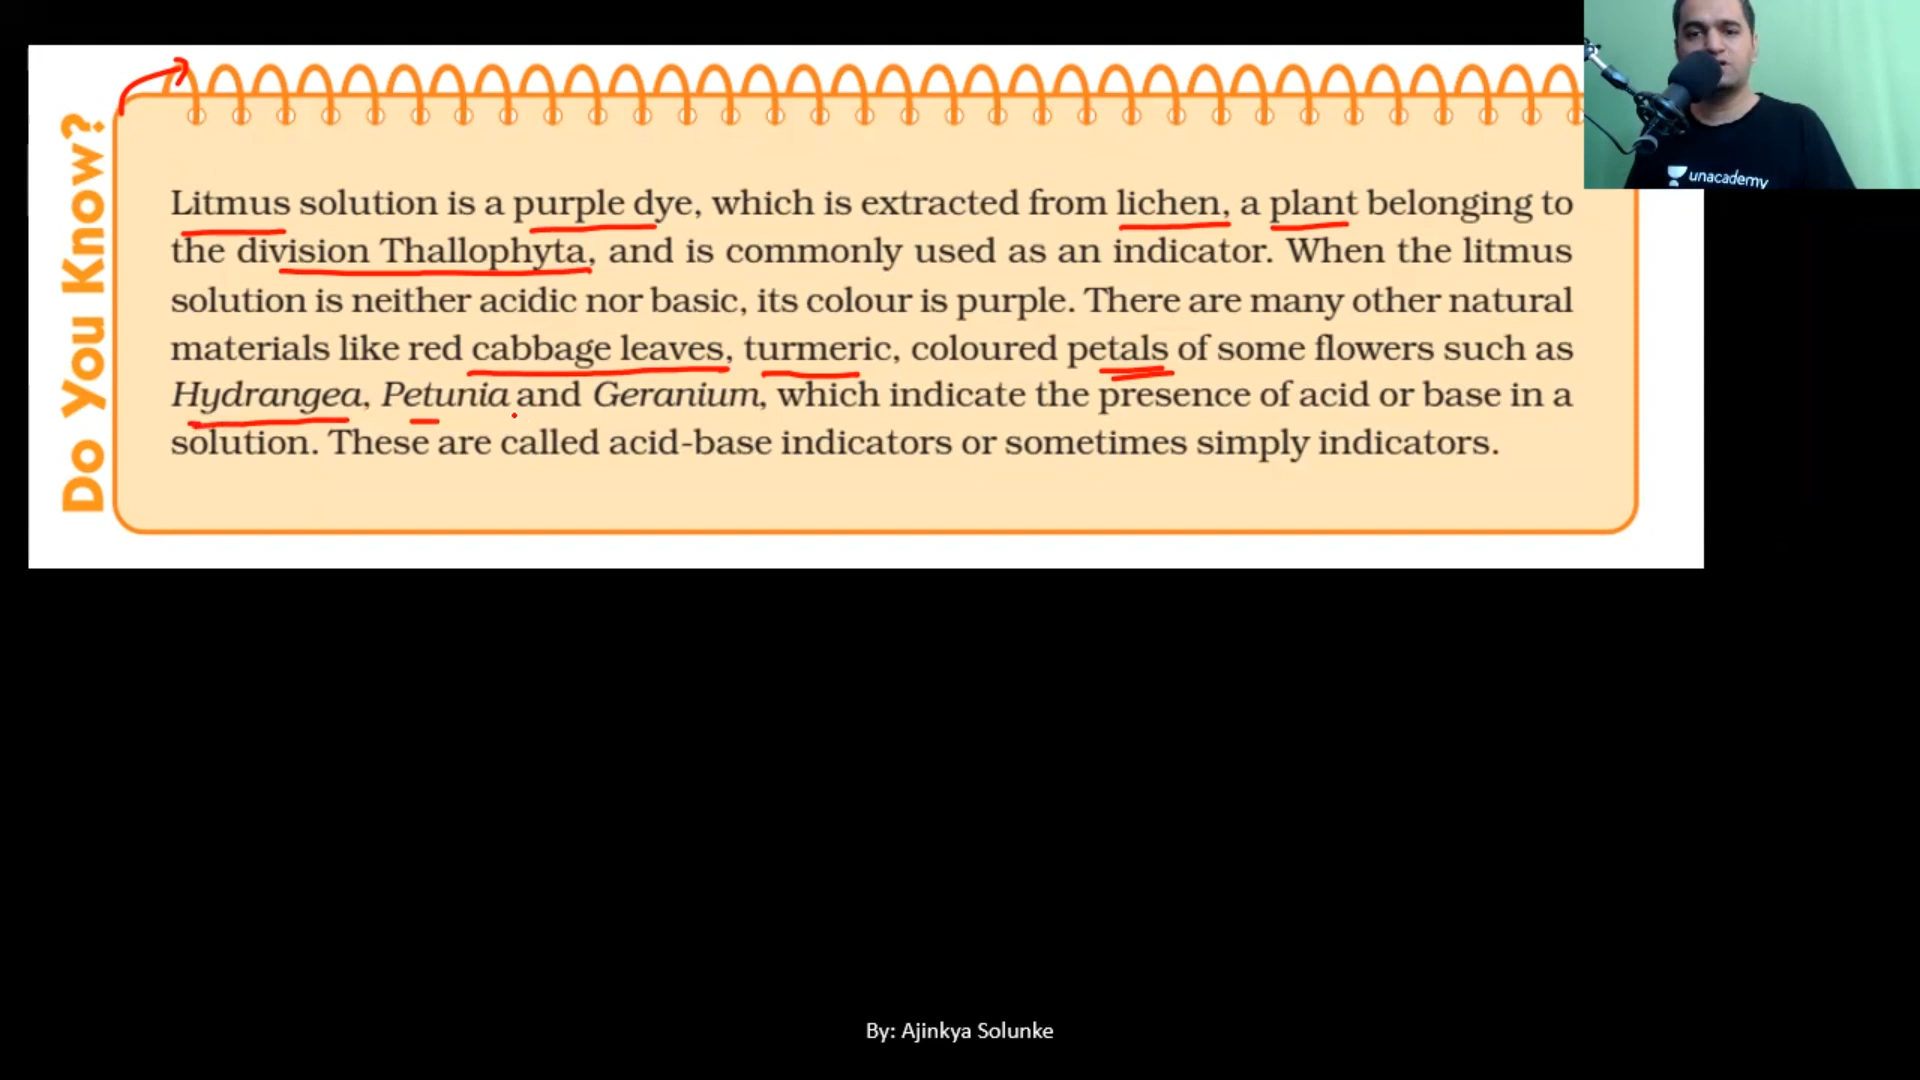 Do You Know?
Litmus solution is a purple dye, which is extracted from lichen, a plant belonging to
the division Thallophyta, and is commonly used as an indicator. When the litmus
solution is neither acidic nor basic, its colour is purple. There are many other natural
materials like red cabbage leaves, turmeric, coloured petals of some flowers such as
Hydrangea, Petunia and Geranium, which indicate the presence of acid or base in a
solution. These are called acid-base indicators or sometimes simply indicators.
unacademy
By: Ajinkya Solunke